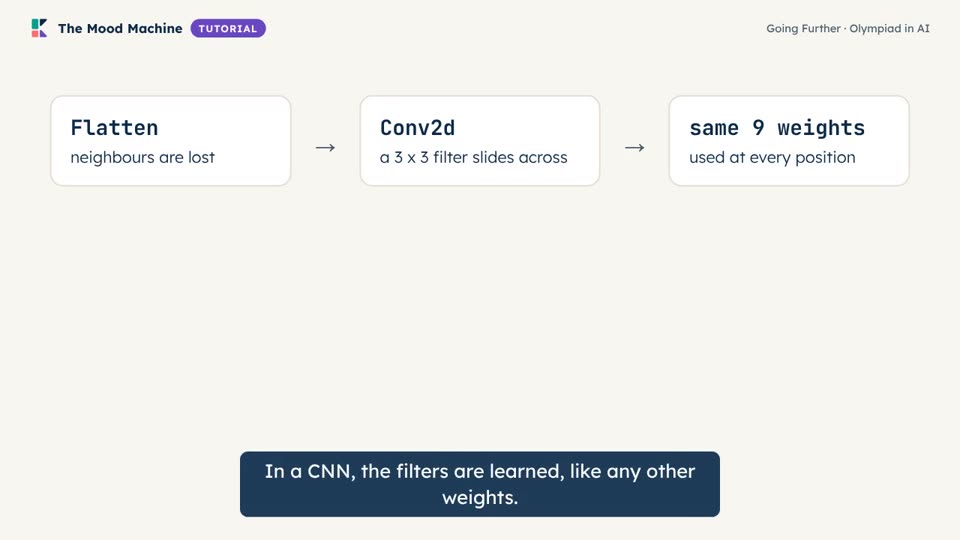 The Mood Machine TUTORIAL
Going Further · Olympiad in AI
Flatten
neighbours are lost
→
Conv2d
a 3 x 3 filter slides across
→
same 9 weights
used at every position
In a CNN, the filters are learned, like any other
weights.